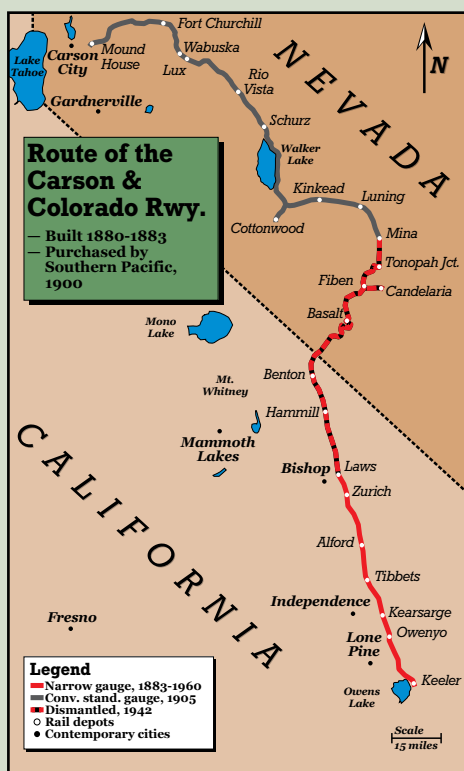 Fort Churchill
Carson
City
Mound
House
Wabuska
Lux
Lake
Tahoe
Gardnerville
Rio
Vista
NEVADA
N
Schurz
Walker
Lake
Route of the
Carson &
Colorado Rwy.
— Built 1880-1883
— Purchased by
Southern Pacific,
1900
Kinkead
Luning
Cottonwood
Mina
Tonopah Jct.
Fiben
Candelaria
Basalt
Mono
Lake
Benton
Mt.
Whitney
Hammill
Mammoth
Lakes
CALIFORNIA
Laws
Bishop
Zurich
Alford
Tibbets
Independence
Kearsarge
Fresno
Owenyo
Lone
Pine
Keeler
Owens
Lake
Legend
Narrow gauge, 1883-1960
Conv. stand. gauge, 1905
Dismantled, 1942
Rail depots
Contemporary cities
Scale
15 miles